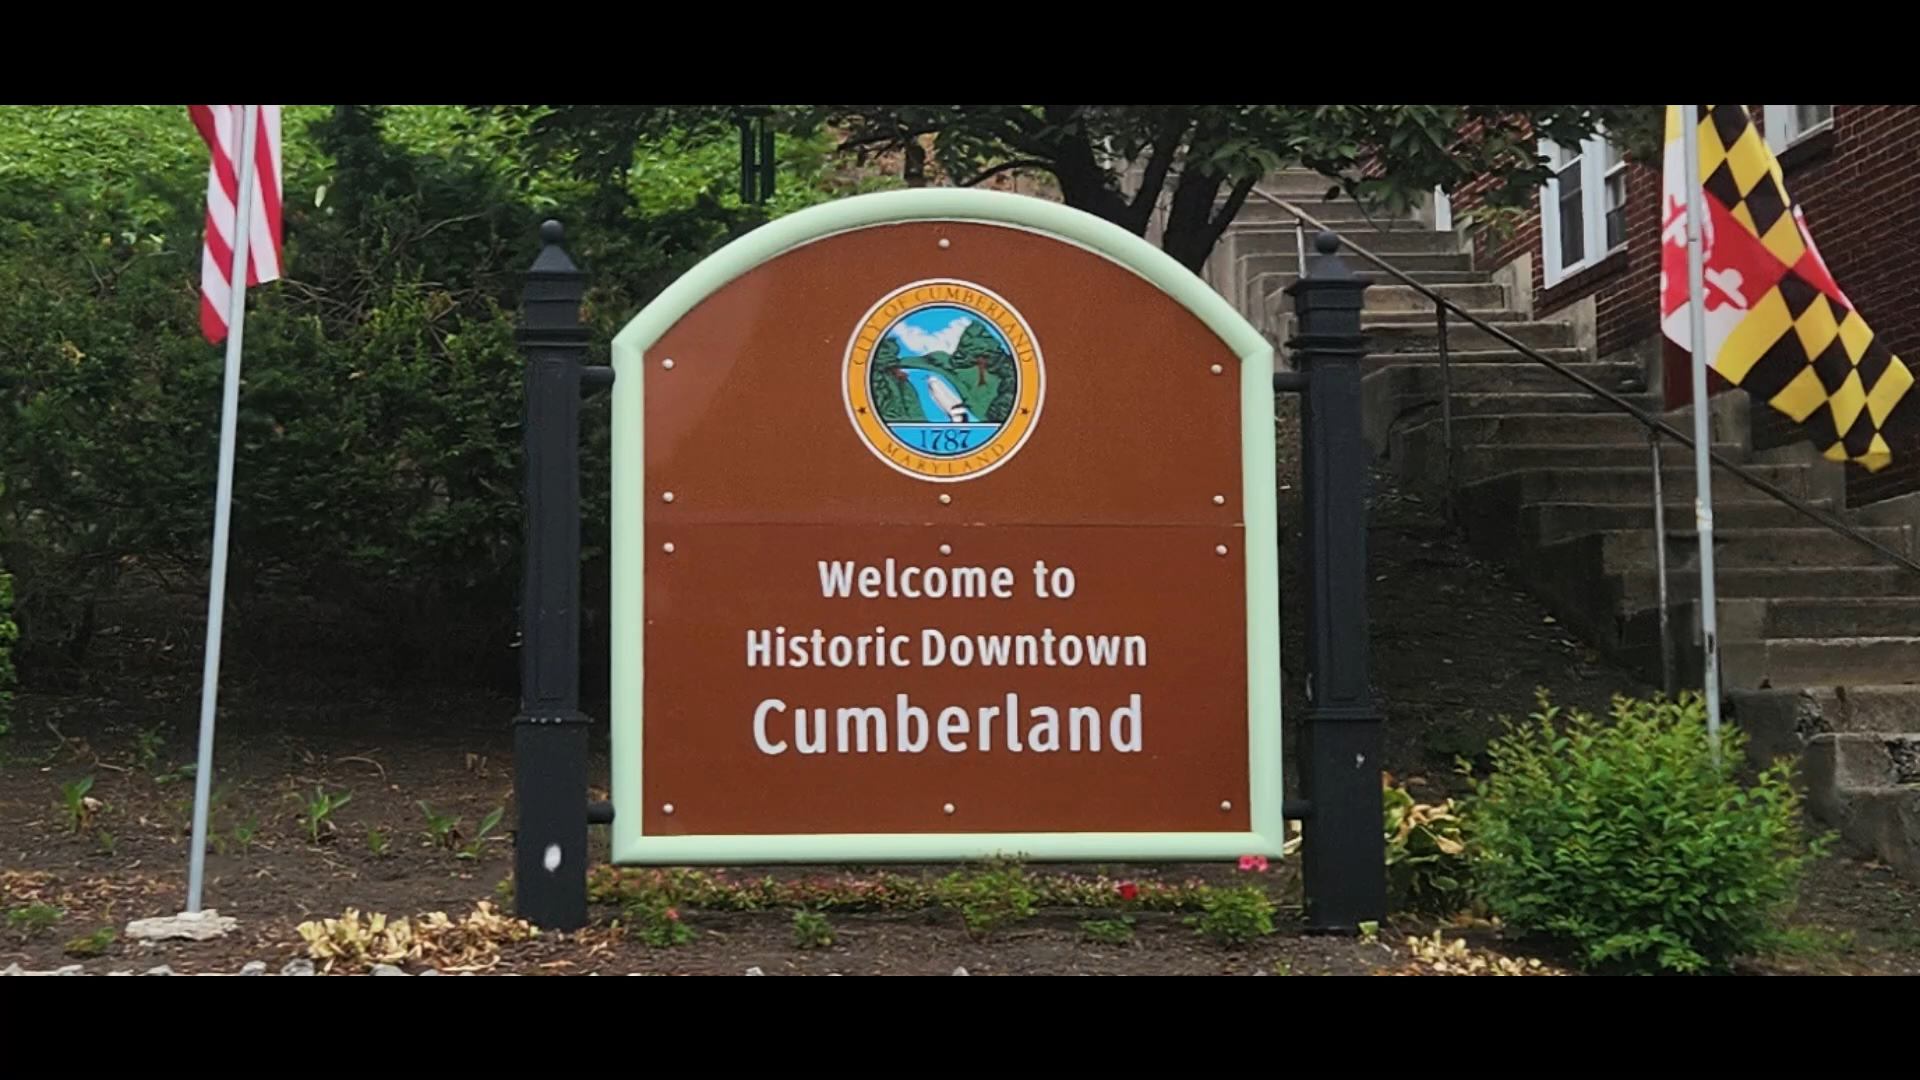 CITY OF CUMBERLAND
1787
MARYLAND
Welcome to
Historic Downtown
Cumberland